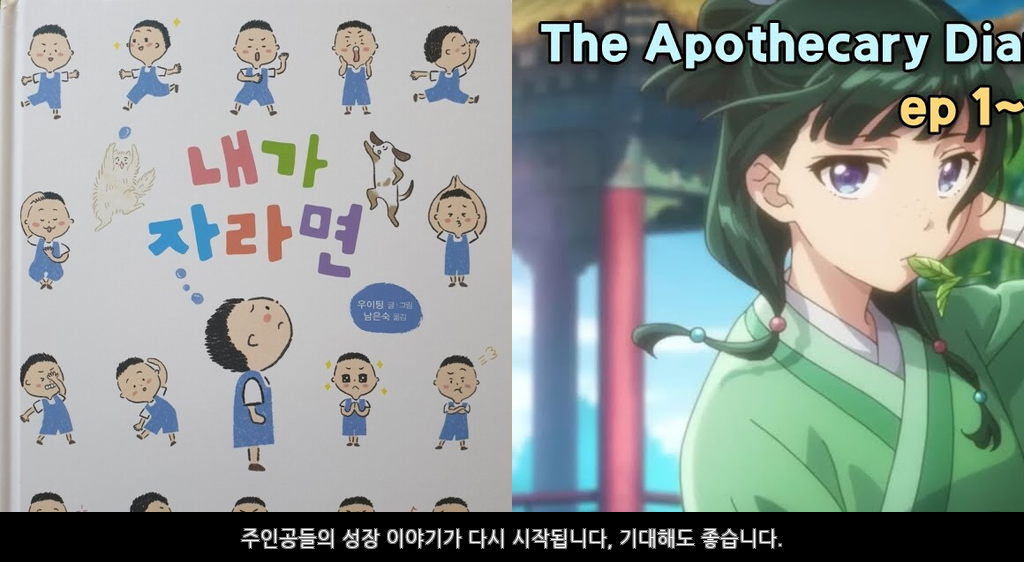 내가
자라면
우이팅 글·그림
남은숙 옮김
The Apothecary Dia
ep 1~
주인공들의 성장 이야기가 다시 시작됩니다, 기대해도 좋습니다.